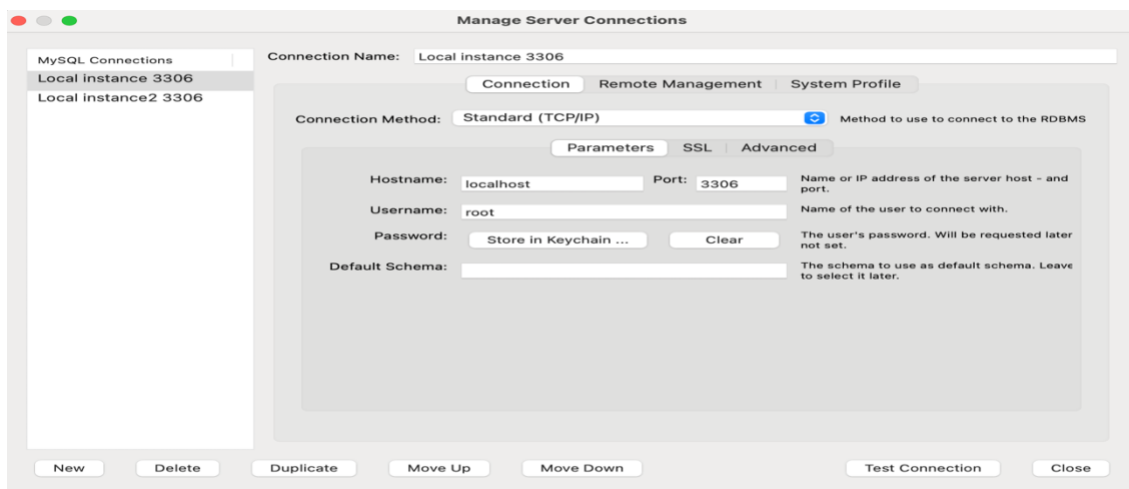 Manage Server Connections
MySQL Connections
Local instance 3306
Local instance2 3306
Connection Name: Local instance 3306
Connection Remote Management System Profile
Connection Method: Standard (TCP/IP) Method to use to connect to the RDBMS
Parameters SSL Advanced
Hostname: localhost Port: 3306 Name or IP address of the server host - and
port.
Username: root Name of the user to connect with.
Password: Store in Keychain ... Clear The user's password. Will be requested later
not set.
Default Schema: The schema to use as default schema. Leave
to select it later.
New Delete Duplicate Move Up Move Down Test Connection Close